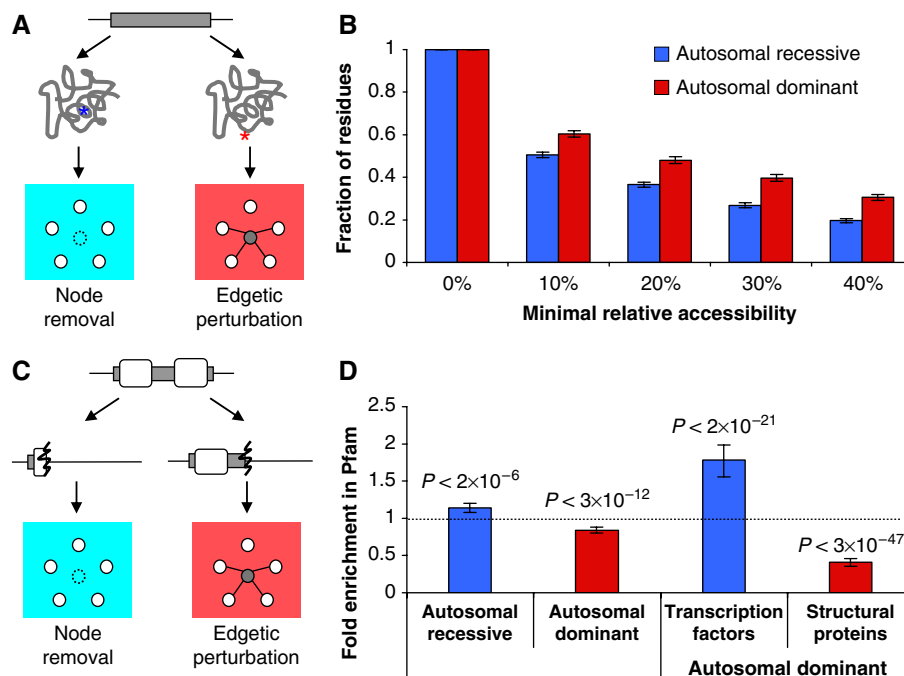 A
*
*
Node
removal
Edgetic
perturbation
B
Fraction of residues
1
0.8
0.6
0.4
0.2
0
Autosomal recessive
Autosomal dominant
0%
10%
20%
30%
40%
Minimal relative accessibility
C
Node
removal
Edgetic
perturbation
D
Fold enrichment in Pfam
2.5
2
1.5
1
0.5
0
P < 2×10⁻⁶
P < 3×10⁻¹²
P < 2×10⁻²¹
P < 3×10⁻⁴⁷
Autosomal
recessive
Autosomal
dominant
Transcription
factors
Structural
proteins
Autosomal dominant